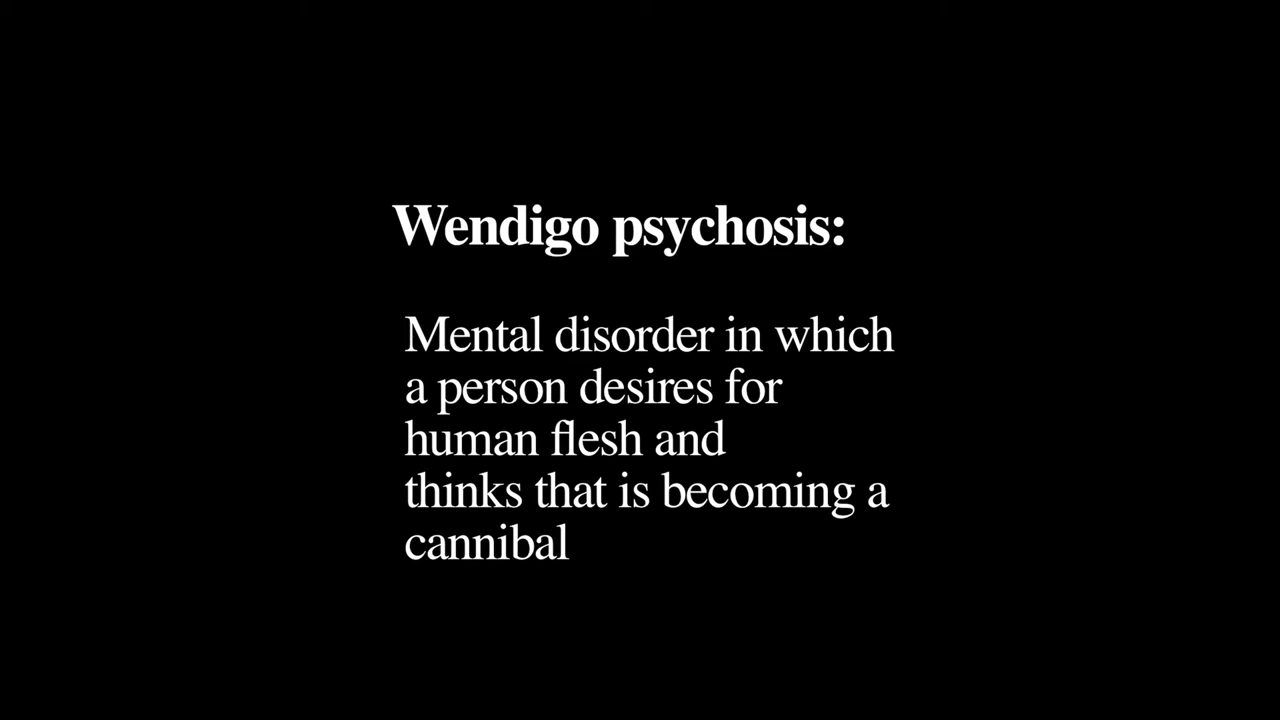 Wendigo psychosis:
Mental disorder in which
a person desires for
human flesh and
thinks that is becoming a
cannibal